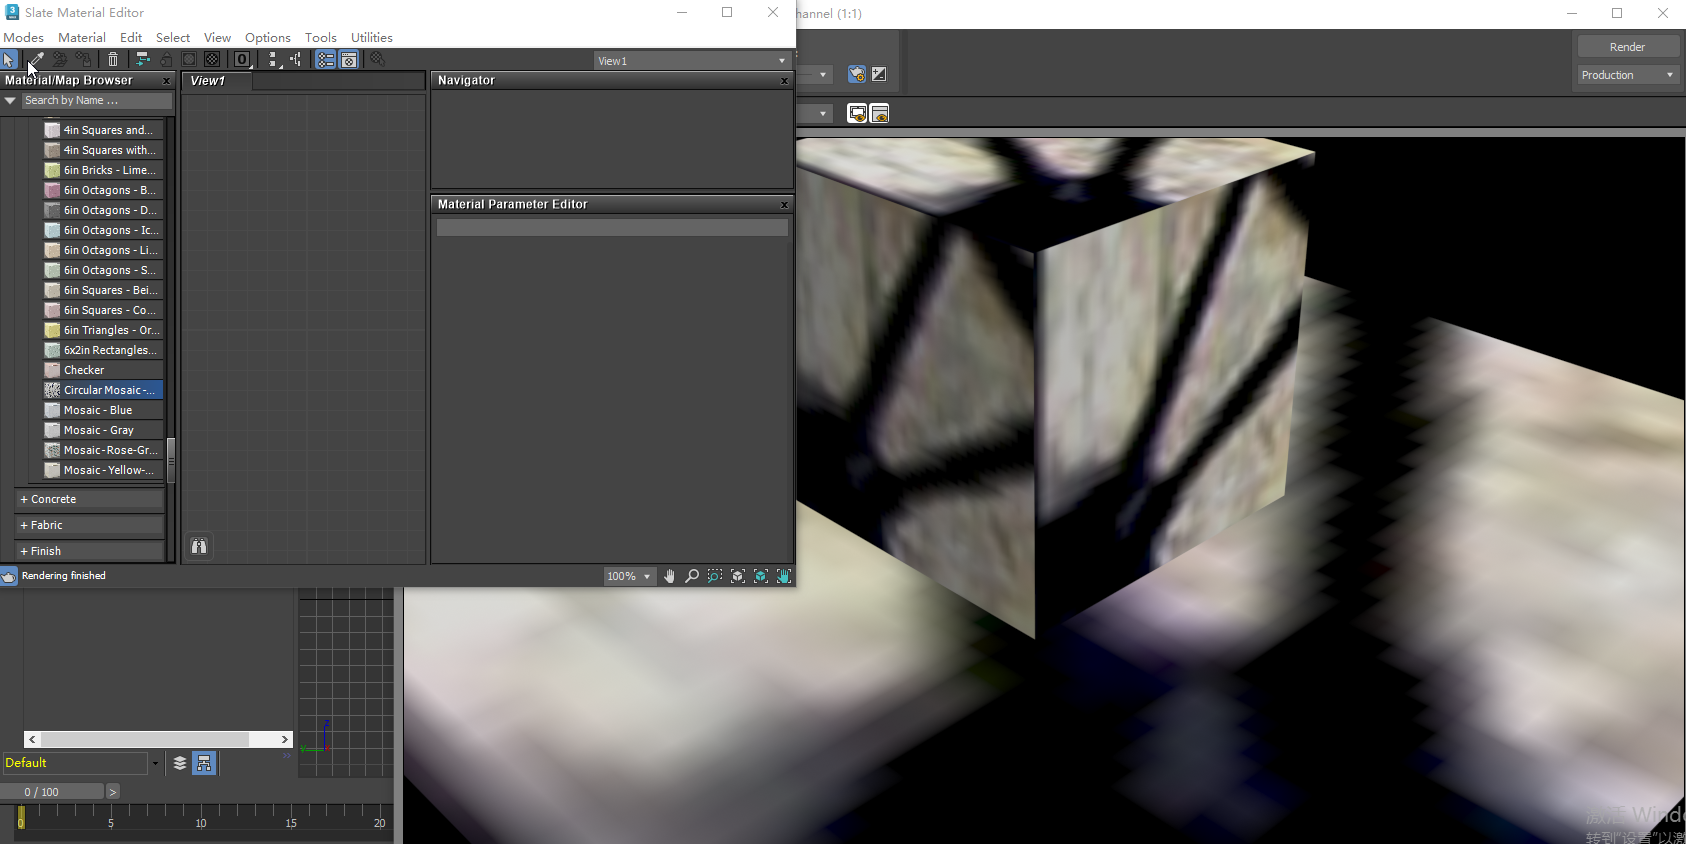 Slate Material Editor
hannel (1:1)
Modes Material Edit Select View Options Tools Utilities
Render
View1
Production
Material/Map Browser
View1
Navigator
Search by Name ...
4in Squares and...
4in Squares with...
6in Bricks - Lime...
6in Octagons - B...
6in Octagons - D...
6in Octagons - Ic...
6in Octagons - Li...
6in Octagons - S...
6in Squares - Bei...
6in Squares - Co...
6in Triangles - Or...
6x2in Rectangles...
Checker
Circular Mosaic -...
Mosaic - Blue
Mosaic - Gray
Mosaic-Rose-Gr...
Mosaic - Yellow-...
+ Concrete
+ Fabric
+ Finish
Material Parameter Editor
Rendering finished
100%
z
y
Default
0 / 100
>
0 5 10 15 20
激活 Windo
转到"设置"以激